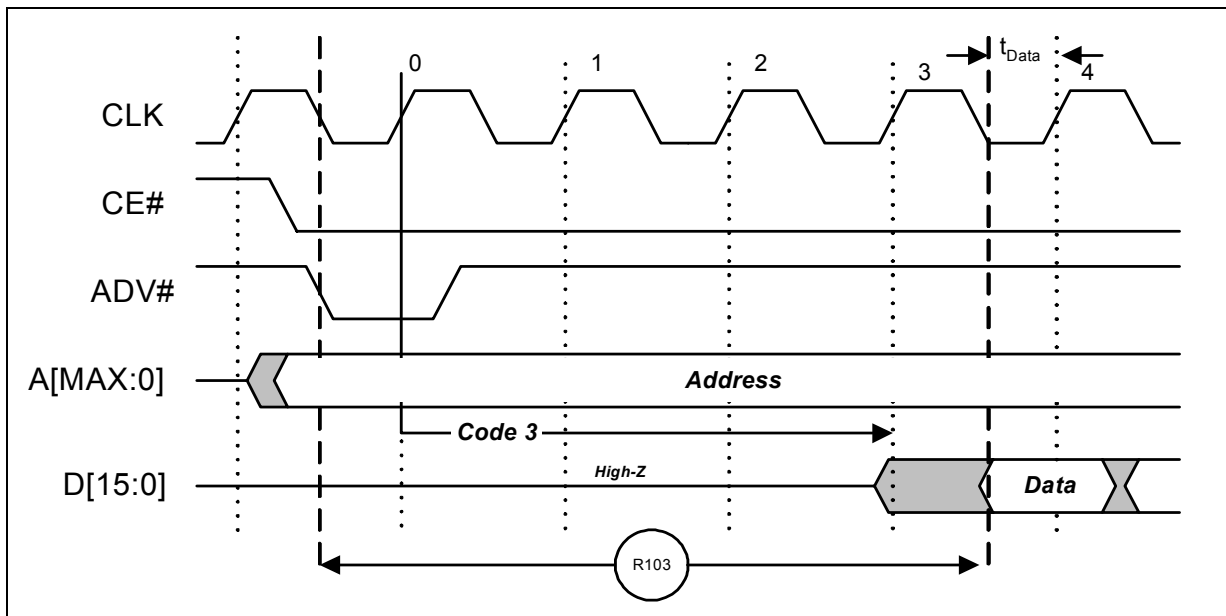 0
1
2
3
t_Data
4
CLK
CE#
ADV#
A[MAX:0]
Address
Code 3
D[15:0]
High-Z
Data
R103